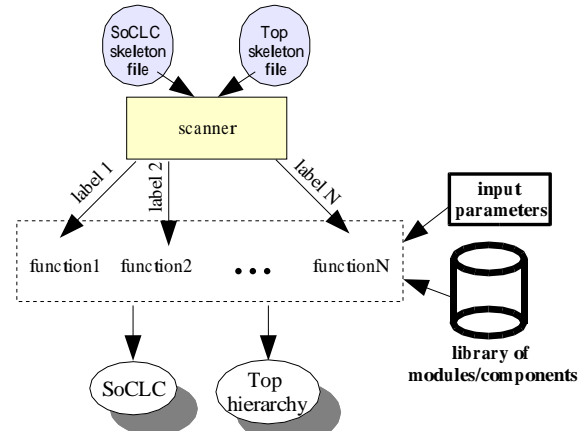 SoCLC
skeleton
file
Top
skeleton
file
scanner
label 1
label 2
label N
input
parameters
function1
function2
• • •
functionN
library of
modules/components
SoCLC
Top
hierarchy